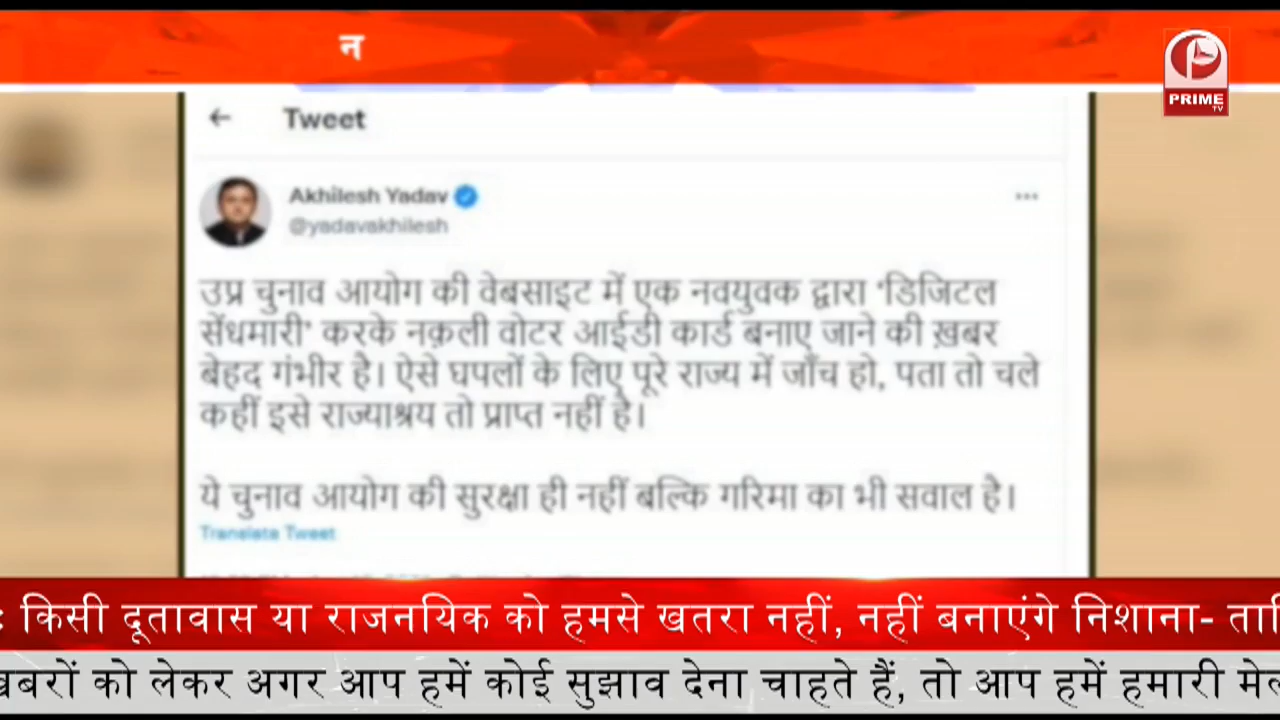 न
PRIME
TV
← Tweet
Akhilesh Yadav
@yadavakhilesh
उप्र चुनाव आयोग की वेबसाइट में एक नवयुवक द्वारा 'डिजिटल
सेंधमारी' करके नक़ली वोटर आईडी कार्ड बनाए जाने की ख़बर
बेहद गंभीर है। ऐसे घपलों के लिए पूरे राज्य में जाँच हो, पता तो चले
कहीं इसे राज्याश्रय तो प्राप्त नहीं है।
ये चुनाव आयोग की सुरक्षा ही नहीं बल्कि गरिमा का भी सवाल है।
Translate Tweet
: किसी दूतावास या राजनयिक को हमसे खतरा नहीं, नहीं बनाएंगे निशाना- तालि
खबरों को लेकर अगर आप हमें कोई सुझाव देना चाहते हैं, तो आप हमें हमारी मेल